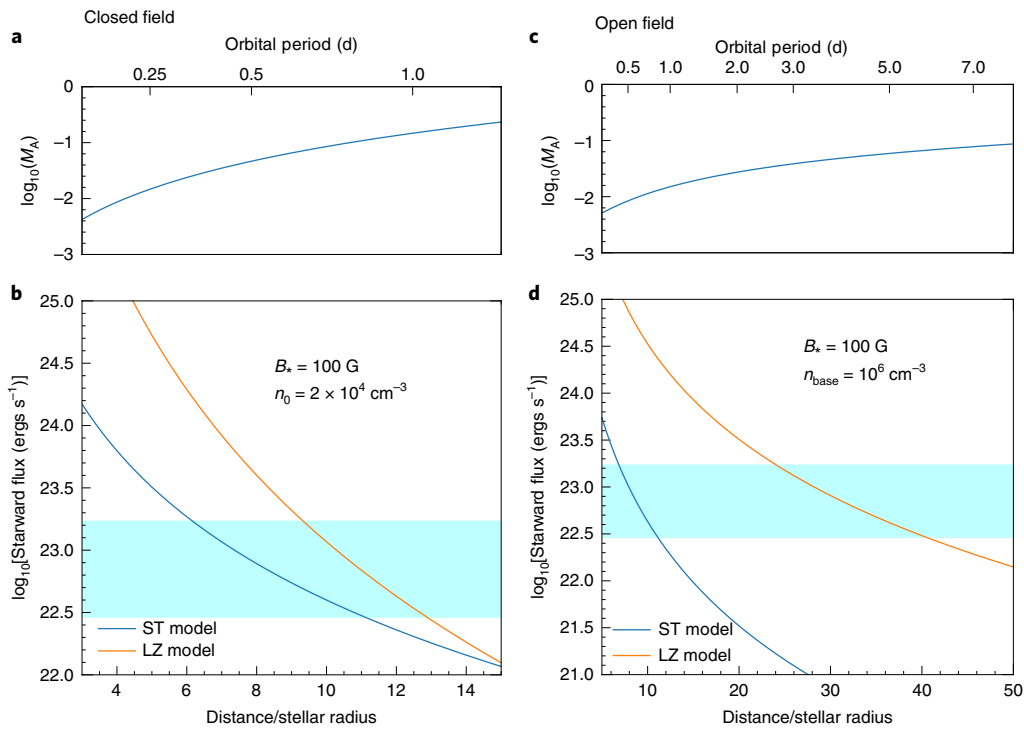 Closed field
a
Orbital period (d)
0.25 0.5 1.0
0
−1
−2
−3
log₁₀(M_A)
b
25.0
24.5
24.0
23.5
23.0
22.5
22.0
log₁₀[Starward flux (ergs s⁻¹)]
B⋆ = 100 G
n₀ = 2 × 10⁴ cm⁻³
ST model
LZ model
4 6 8 10 12 14
Distance/stellar radius
Open field
c
Orbital period (d)
0.5 1.0 2.0 3.0 5.0 7.0
0
−1
−2
−3
log₁₀(M_A)
d
25.0
24.5
24.0
23.5
23.0
22.5
22.0
21.5
21.0
log₁₀[Starward flux (ergs s⁻¹)]
B⋆ = 100 G
n_base = 10⁶ cm⁻³
ST model
LZ model
10 20 30 40 50
Distance/stellar radius